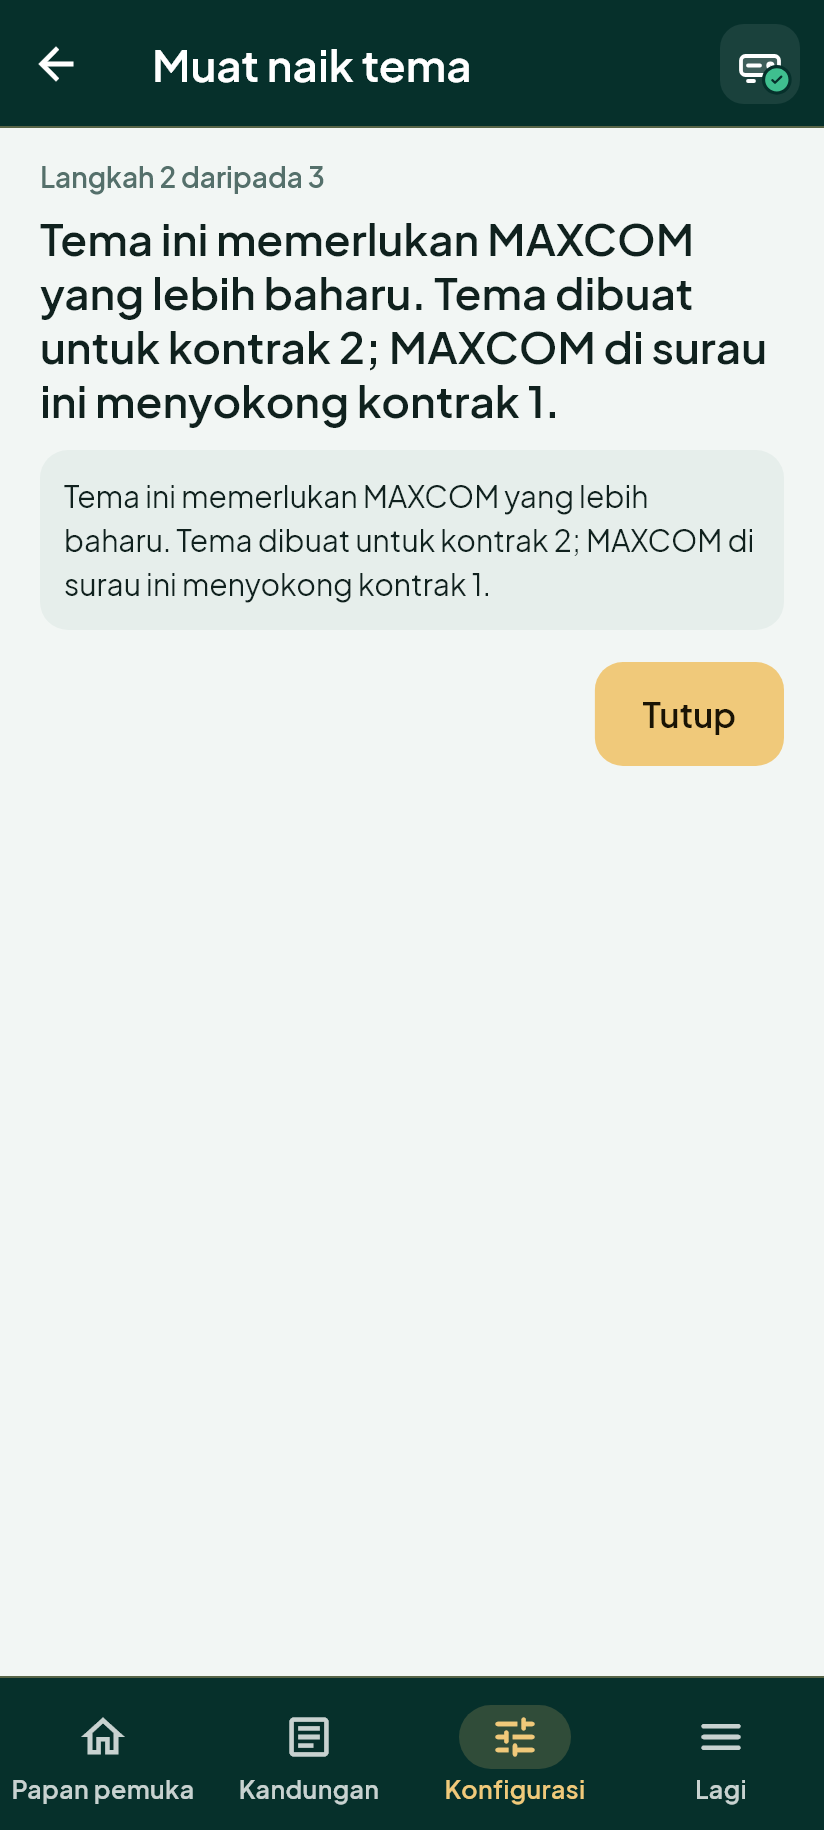 Muat naik tema
Langkah 2 daripada 3
Tema ini memerlukan MAXCOM
yang lebih baharu. Tema dibuat
untuk kontrak 2; MAXCOM di surau
ini menyokong kontrak 1.
Tema ini memerlukan MAXCOM yang lebih
baharu. Tema dibuat untuk kontrak 2; MAXCOM di
surau ini menyokong kontrak 1.
Tutup
Papan pemuka
Kandungan
Konfigurasi
Lagi